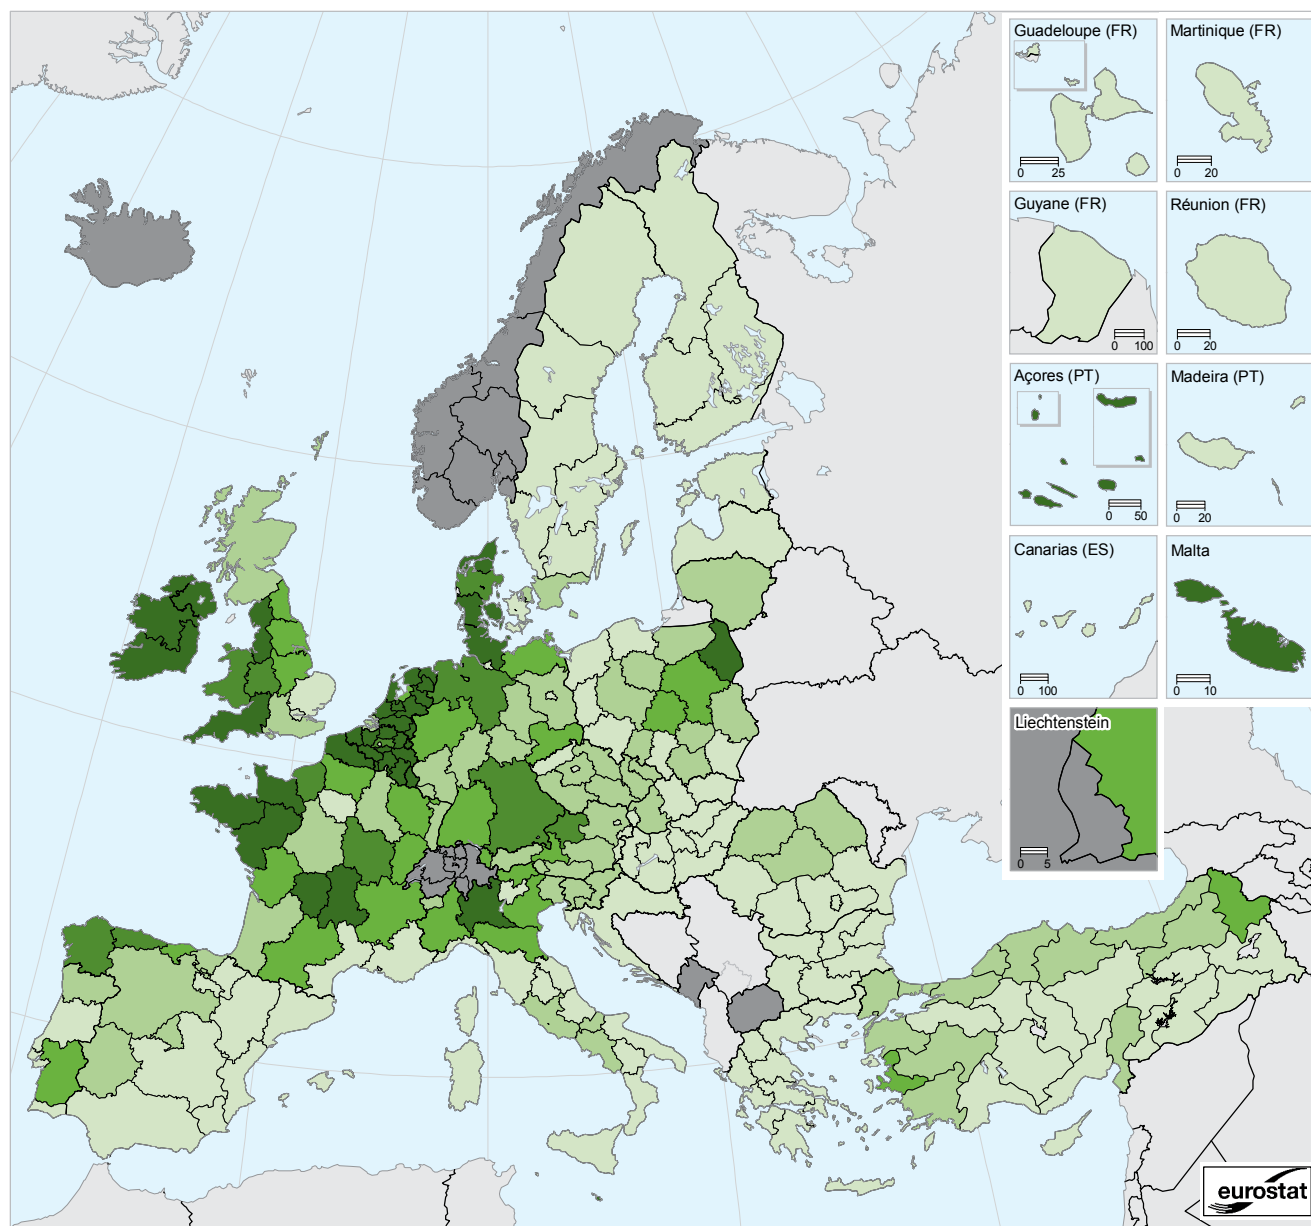 Guadeloupe (FR)
0 25
Martinique (FR)
0 20
Guyane (FR)
0 100
Réunion (FR)
0 20
Açores (PT)
0 50
Madeira (PT)
0 20
Canarias (ES)
0 100
Malta
0 10
Liechtenstein
0 5
eurostat